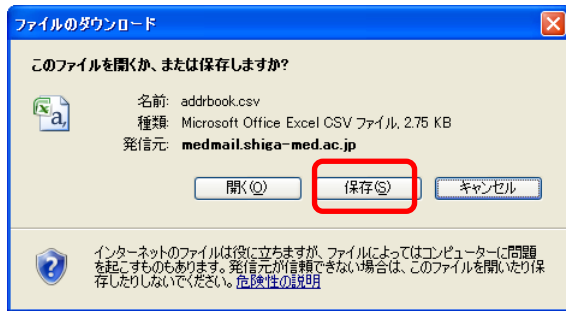 ファイルのダウンロード
このファイルを開くか、または保存しますか?
名前: addrbook.csv
種類: Microsoft Office Excel CSV ファイル, 2.75 KB
発信元: medmail.shiga-med.ac.jp
開く(O) 保存(S) キャンセル
インターネットのファイルは役に立ちますが、ファイルによってはコンピューターに問題
を起こすものもあります。発信元が信頼できない場合は、このファイルを開いたり保
存したりしないでください。危険性の説明